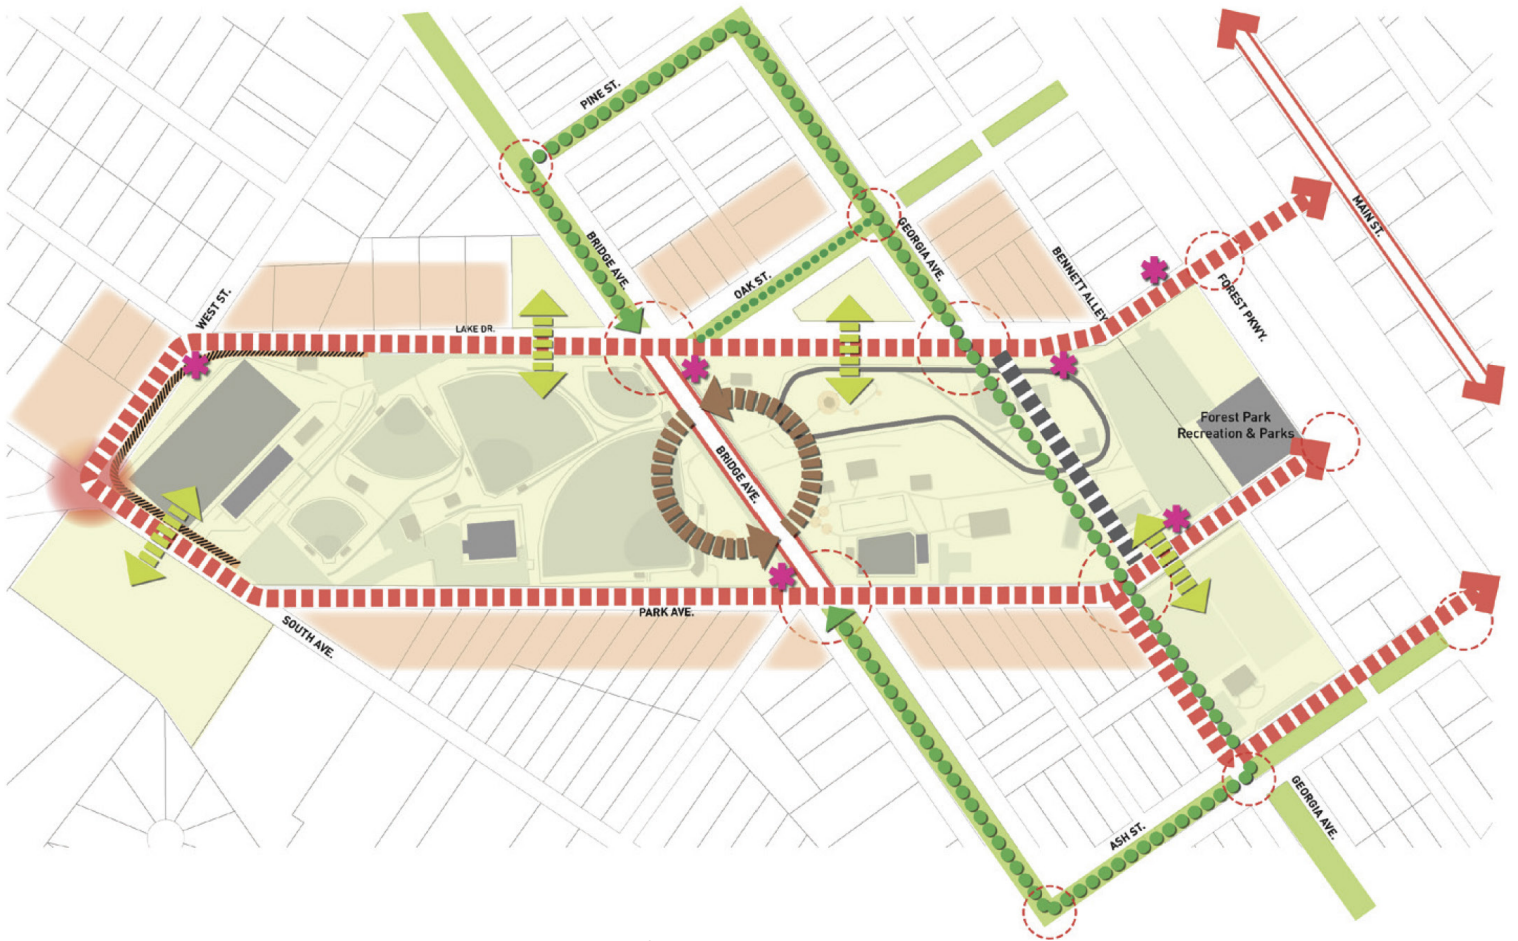 PINE ST.
BRIDGE AVE.
OAK ST.
GEORGIA AVE.
BENNETT ALLEY
MAIN ST.
FOREST PKWY.
WEST ST.
LAKE DR.
Forest Park
Recreation & Parks
BRIDGE AVE.
PARK AVE.
SOUTH AVE.
GEORGIA AVE.
ASH ST.